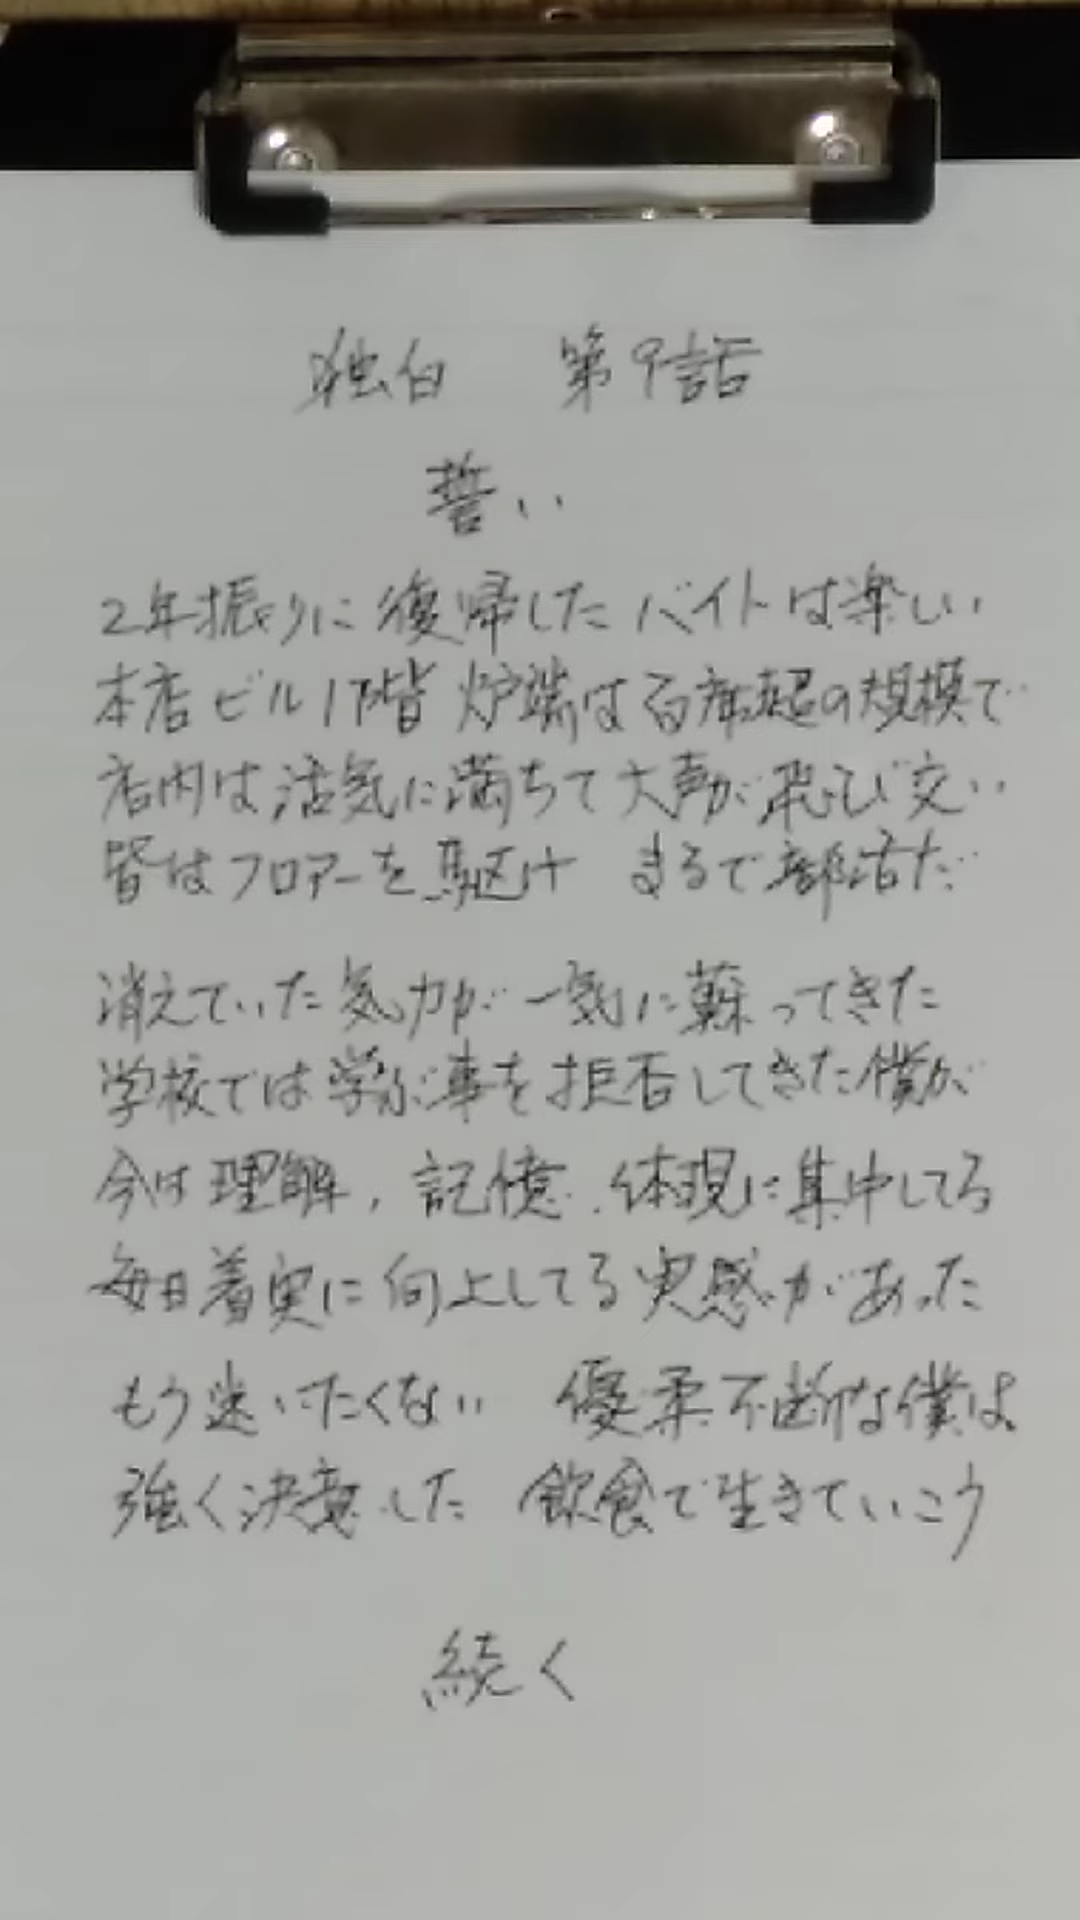 独白 第9話
誓い
2年振りに復帰したバイトは楽しい
本店ビル1階 炉端は百席超の規模で
店内は活気に満ちて大声が飛び交い
皆はフロアーを駆け まるで部活だ
消えていた気力が一気に蘇ってきた
学校では学ぶ事を拒否してきた僕が
今は理解、記憶、体現に集中してる
毎日着実に向上してる実感があった
もう迷いたくない 優柔不断な僕は
強く決意した 飲食で生きていこう
続く